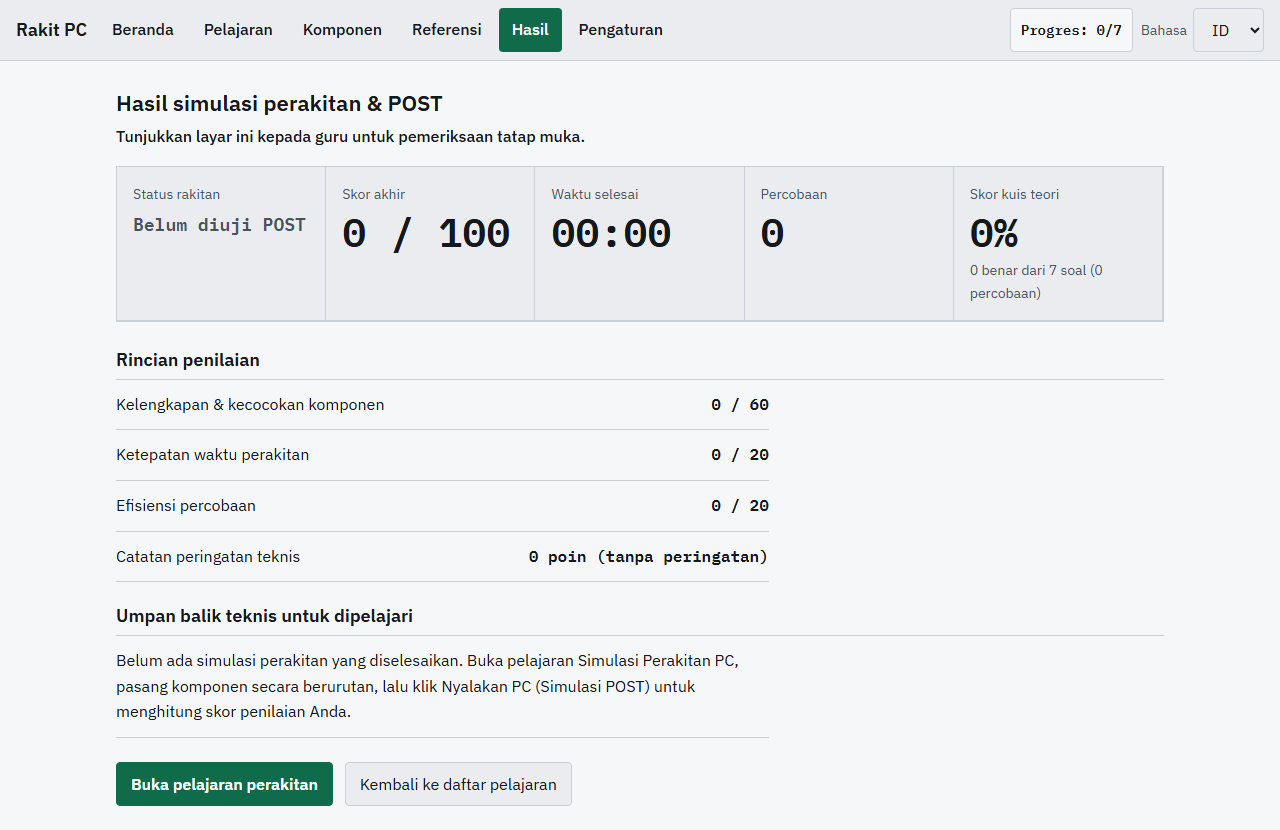 Rakit PC
Beranda
Pelajaran
Komponen
Referensi
Hasil
Pengaturan
Progres: 0/7
Bahasa
ID
Hasil simulasi perakitan & POST
Tunjukkan layar ini kepada guru untuk pemeriksaan tatap muka.
Status rakitan
Belum diuji POST
Skor akhir
0 / 100
Waktu selesai
00:00
Percobaan
0
Skor kuis teori
0%
0 benar dari 7 soal (0
percobaan)
Rincian penilaian
Kelengkapan & kecocokan komponen
0 / 60
Ketepatan waktu perakitan
0 / 20
Efisiensi percobaan
0 / 20
Catatan peringatan teknis
0 poin (tanpa peringatan)
Umpan balik teknis untuk dipelajari
Belum ada simulasi perakitan yang diselesaikan. Buka pelajaran Simulasi Perakitan PC,
pasang komponen secara berurutan, lalu klik Nyalakan PC (Simulasi POST) untuk
menghitung skor penilaian Anda.
Buka pelajaran perakitan
Kembali ke daftar pelajaran